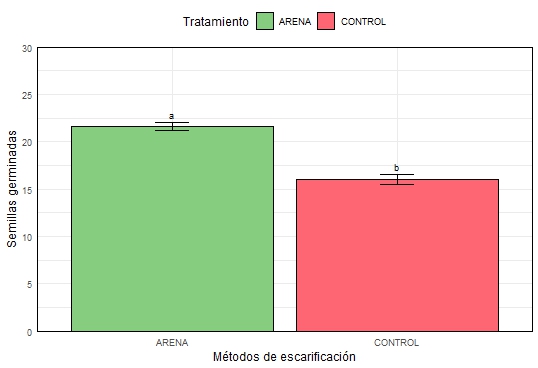 Tratamiento ARENA CONTROL
30
25
20
15
10
5
0
Semillas germinadas
a
b
ARENA CONTROL
Métodos de escarificación